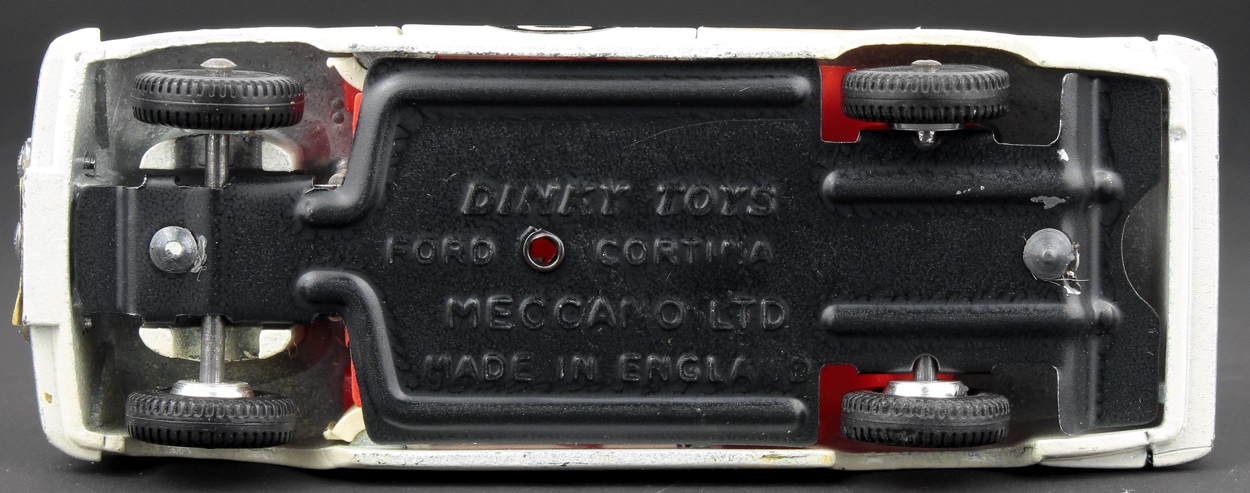 DINKY TOYS
FORD CORTINA
MECCANO LTD
MADE IN ENGLAND